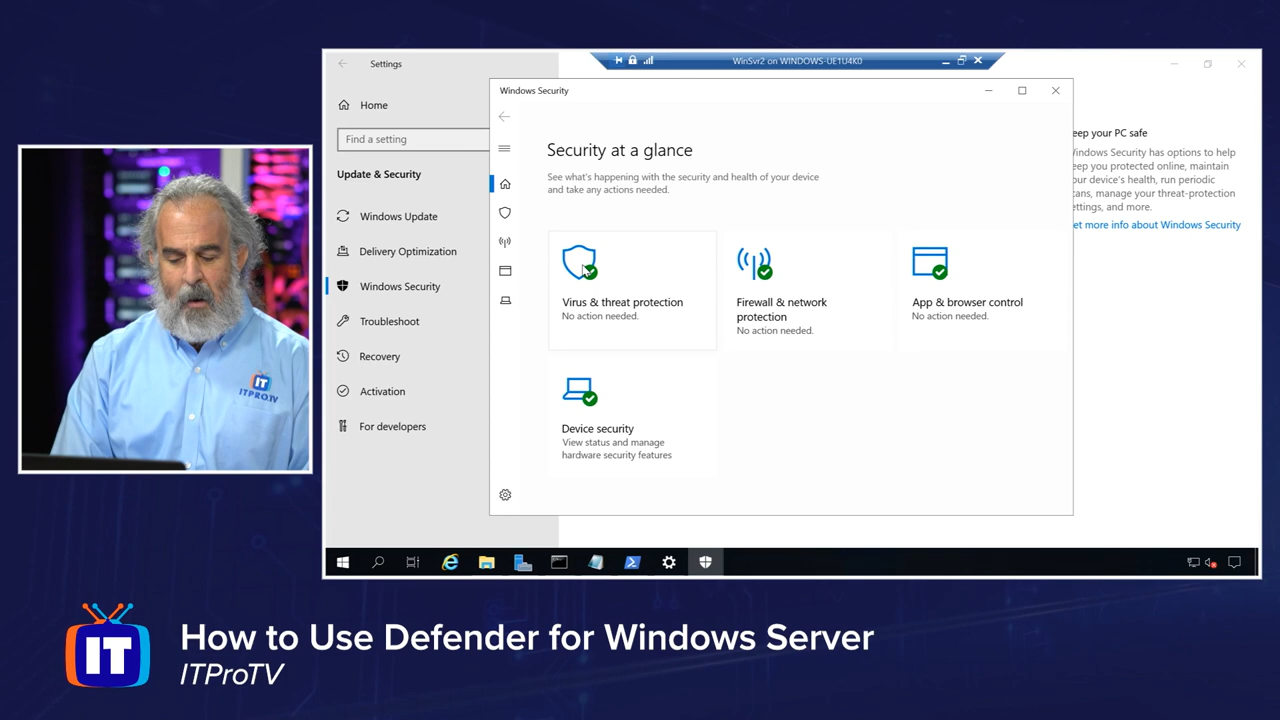 Settings
WinSvr2 on WINDOWS-UE1U4K0
Home
Find a setting
Update & Security
Windows Update
Delivery Optimization
Windows Security
Troubleshoot
Recovery
Activation
For developers
Windows Security
Security at a glance
See what's happening with the security and health of your device
and take any actions needed.
Virus & threat protection
No action needed.
Firewall & network
protection
No action needed.
App & browser control
No action needed.
Device security
View status and manage
hardware security features
eep your PC safe
indows Security has options to help
eep you protected online, maintain
our device's health, run periodic
cans, manage your threat-protection
ettings, and more.
et more info about Windows Security
IT
ITPRO.TV
IT
How to Use Defender for Windows Server
ITProTV